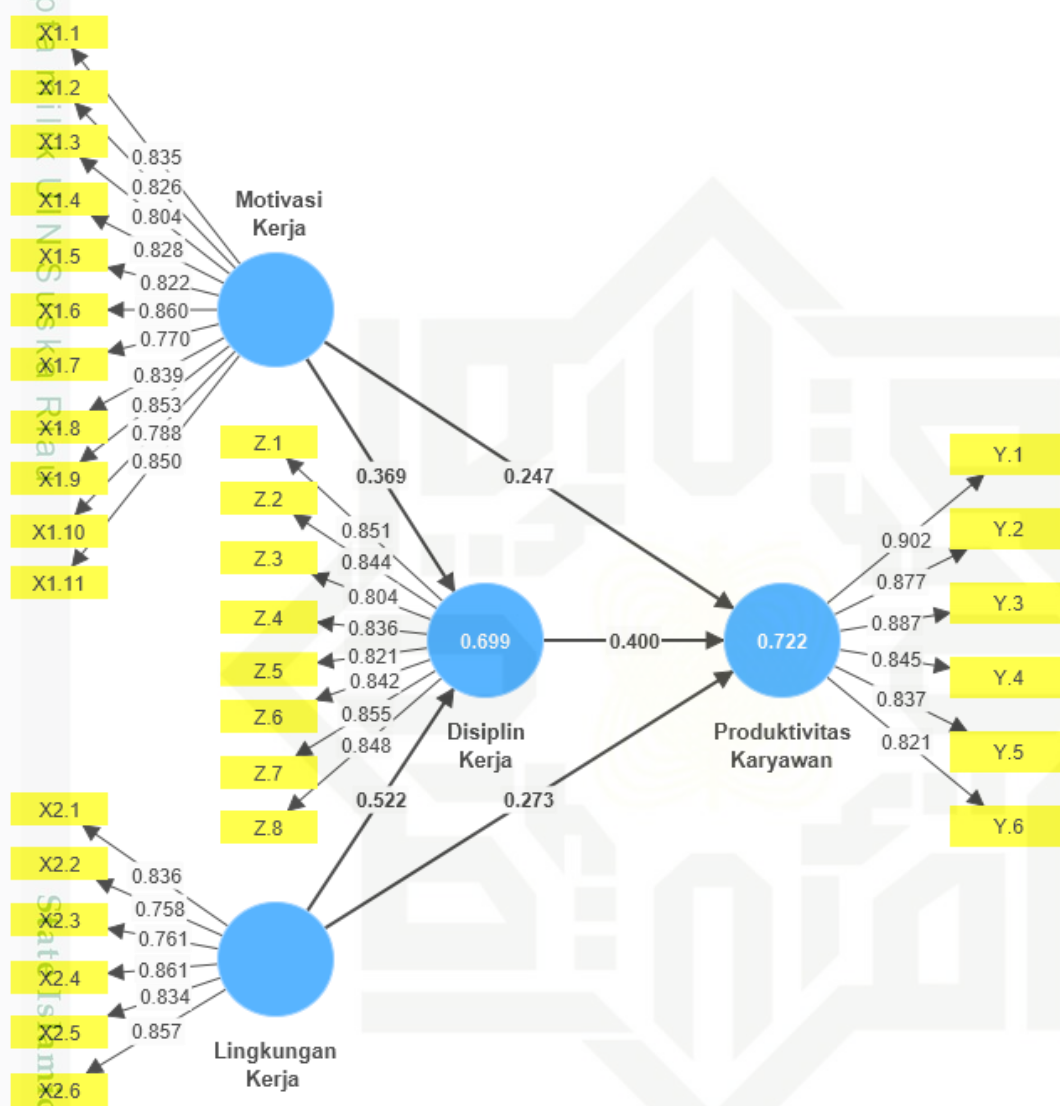 X1.1
X1.2
X1.3
X1.4
X1.5
X1.6
X1.7
X1.8
X1.9
X1.10
X1.11
0.835
0.826
0.804
0.828
0.822
0.860
0.770
0.839
0.853
0.788
0.850
Motivasi
Kerja
0.369
0.247
Z.1
Z.2
Z.3
Z.4
Z.5
Z.6
Z.7
Z.8
0.851
0.844
0.804
0.836
0.821
0.842
0.855
0.848
0.699
Disiplin
Kerja
0.400
0.722
Produktivitas
Karyawan
0.902
0.877
0.887
0.845
0.837
0.821
Y.1
Y.2
Y.3
Y.4
Y.5
Y.6
0.522
0.273
X2.1
X2.2
X2.3
X2.4
X2.5
X2.6
0.836
0.758
0.761
0.861
0.834
0.857
Lingkungan
Kerja
milik UIN Suska Riau
State Islamic